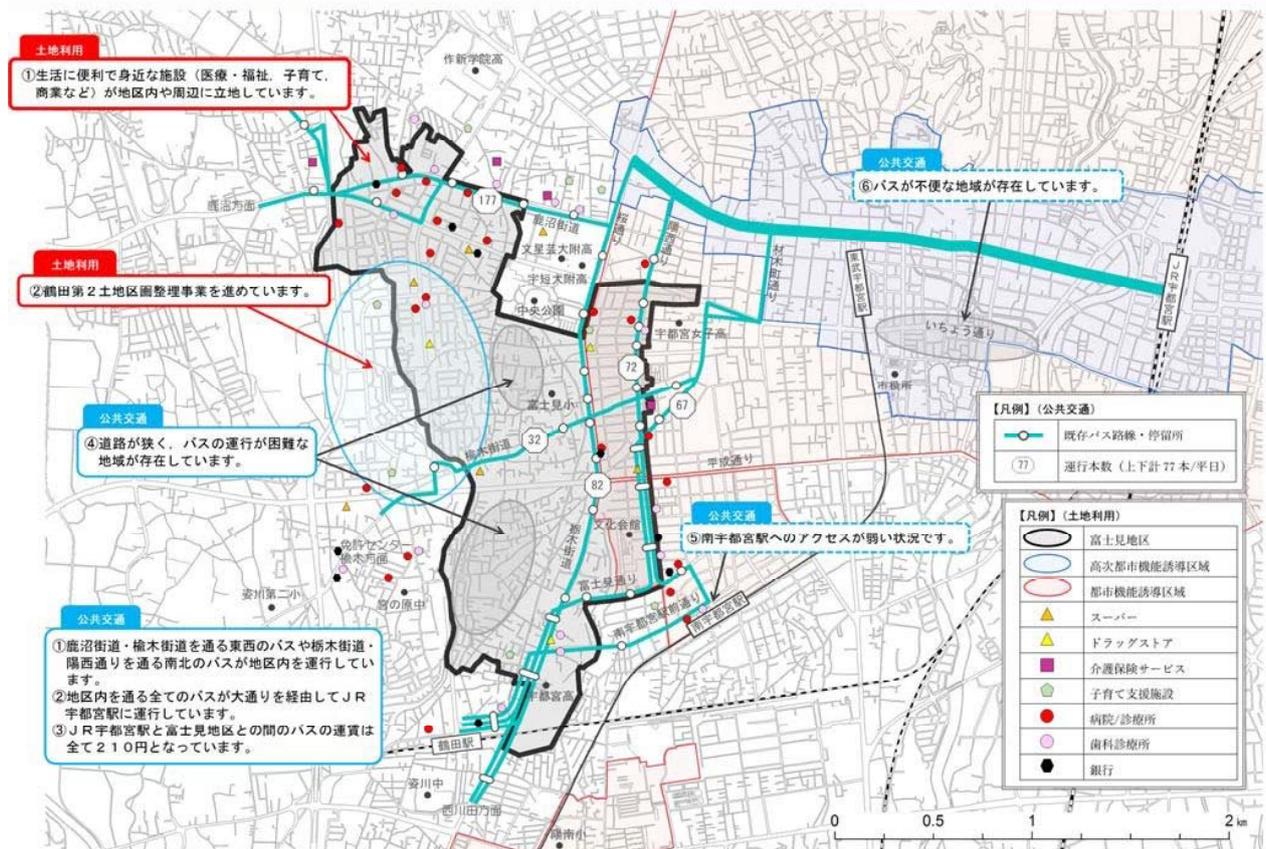 土地利用
①生活に便利で身近な施設（医療・福祉，子育て，
商業など）が地区内や周辺に立地しています。
作新学院高
公共交通
⑥バスが不便な地域が存在しています。
鹿沼方面
177
鹿沼街道
桜通り
陽西通り
材木町通り
東武宇都宮駅
ＪＲ宇都宮駅
文星芸大附高
宇短大附高
中央公園
土地利用
②鶴田第２土地区画整理事業を進めています。
宇都宮女子高
いちょう通り
市役所
72
67
富士見小
公共交通
④道路が狭く，バスの運行が困難な
地域が存在しています。
楡木街道
32
82
平成通り
【凡例】（公共交通）
既存バス路線・停留所
77
運行本数（上下計７７本/平日）
公共交通
⑤南宇都宮駅へのアクセスが弱い状況です。
文化会館
栃木街道
富士見通り
南宇都宮駅前通り
南宇都宮駅
免許センター
楡木方面
姿川第二小
宮の原中
【凡例】（土地利用）
富士見地区
高次都市機能誘導区域
都市機能誘導区域
スーパー
ドラッグストア
介護保険サービス
子育て支援施設
病院/診療所
歯科診療所
銀行
公共交通
①鹿沼街道・楡木街道を通る東西のバスや栃木街道・
陽西通りを通る南北のバスが地区内を運行してい
ます。
②地区内を通る全てのバスが大通りを経由してＪＲ
宇都宮駅に運行しています。
③ＪＲ宇都宮駅と富士見地区との間のバスの運賃は
全て２１０円となっています。
宇都宮高
鶴田駅
姿川中
西川田方面
陽南小
0
0.5
1
2 km